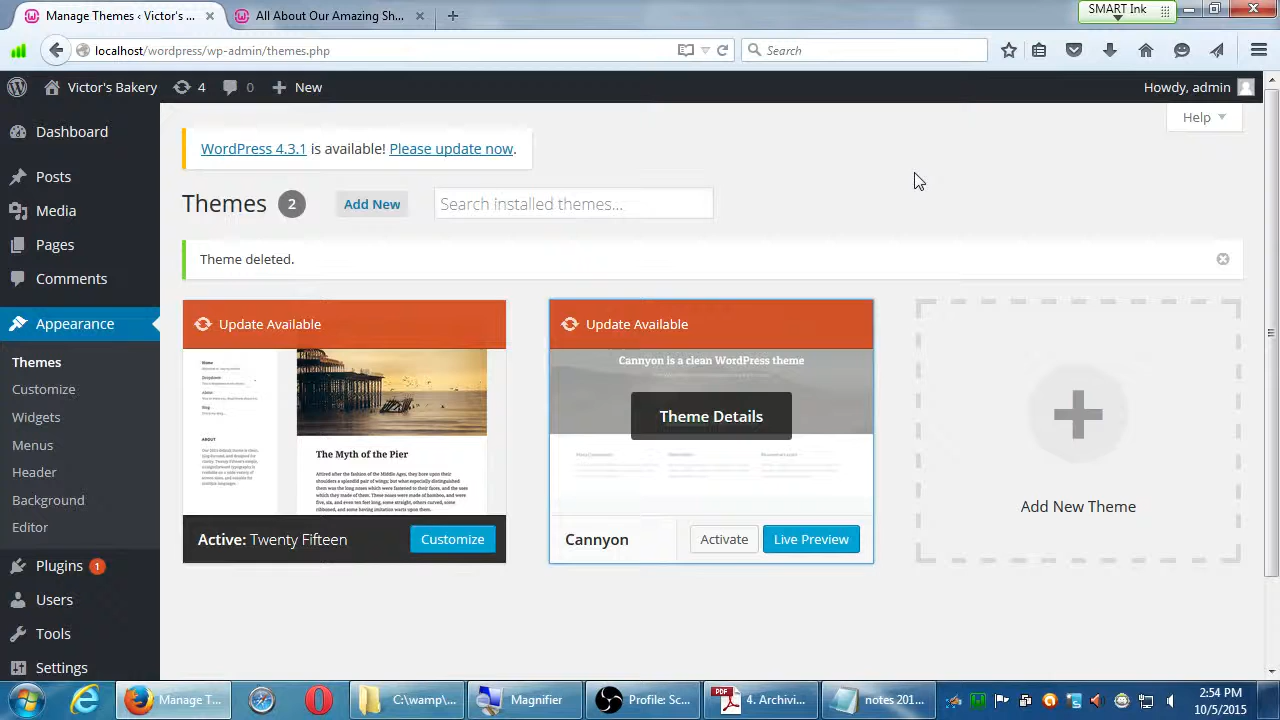 Manage Themes ‹ Victor's ... ×
All About Our Amazing Sh... ×
SMART Ink
localhost/wordpress/wp-admin/themes.php
Search
Victor's Bakery
4
0
New
Howdy, admin
Help
Dashboard
Posts
Media
Pages
Comments
Appearance
Themes
Customize
Widgets
Menus
Header
Background
Editor
Plugins 1
Users
Tools
Settings
WordPress 4.3.1 is available! Please update now.
Themes 2
Add New
Search installed themes...
Theme deleted.
Update Available
The Myth of the Pier
ABOUT
Active: Twenty Fifteen
Customize
Update Available
Cannyon is a clean WordPress theme
Theme Details
Cannyon
Activate
Live Preview
Add New Theme
Manage T...
C:\wamp\...
Magnifier
Profile: Sc...
4. Archivi...
notes 201...
2:54 PM
10/5/2015